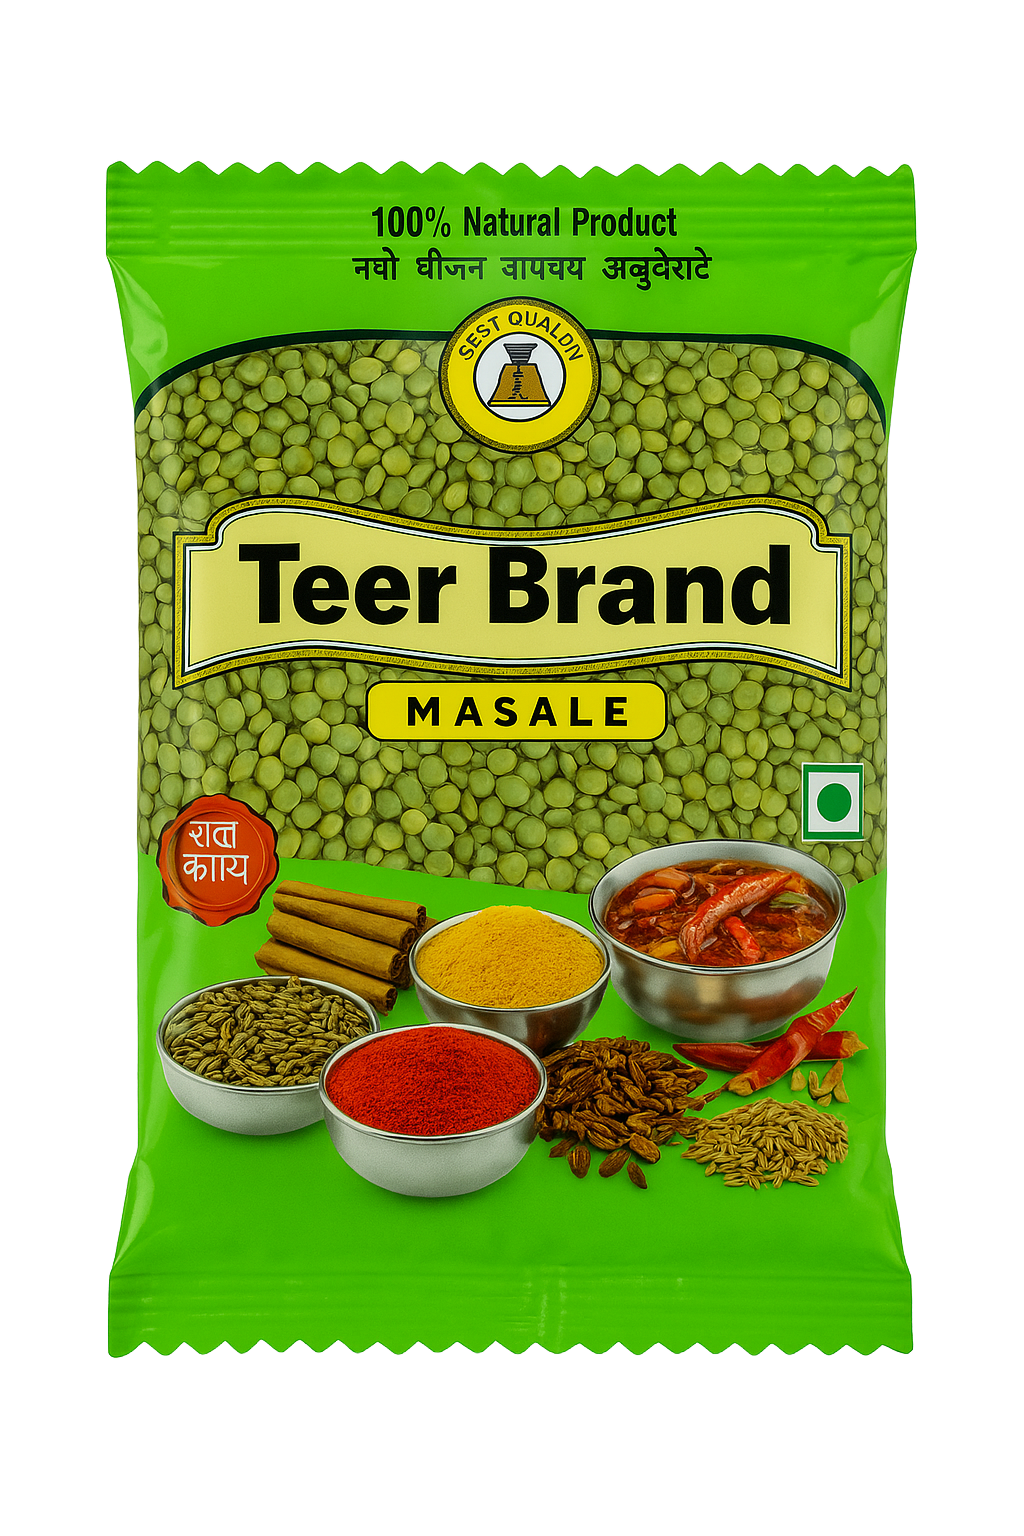 100% Natural Product
नघो घीजन वापचय अव्बुवेराटे
SEST QUALDN
Teer Brand
MASALE
राव्त
कााय